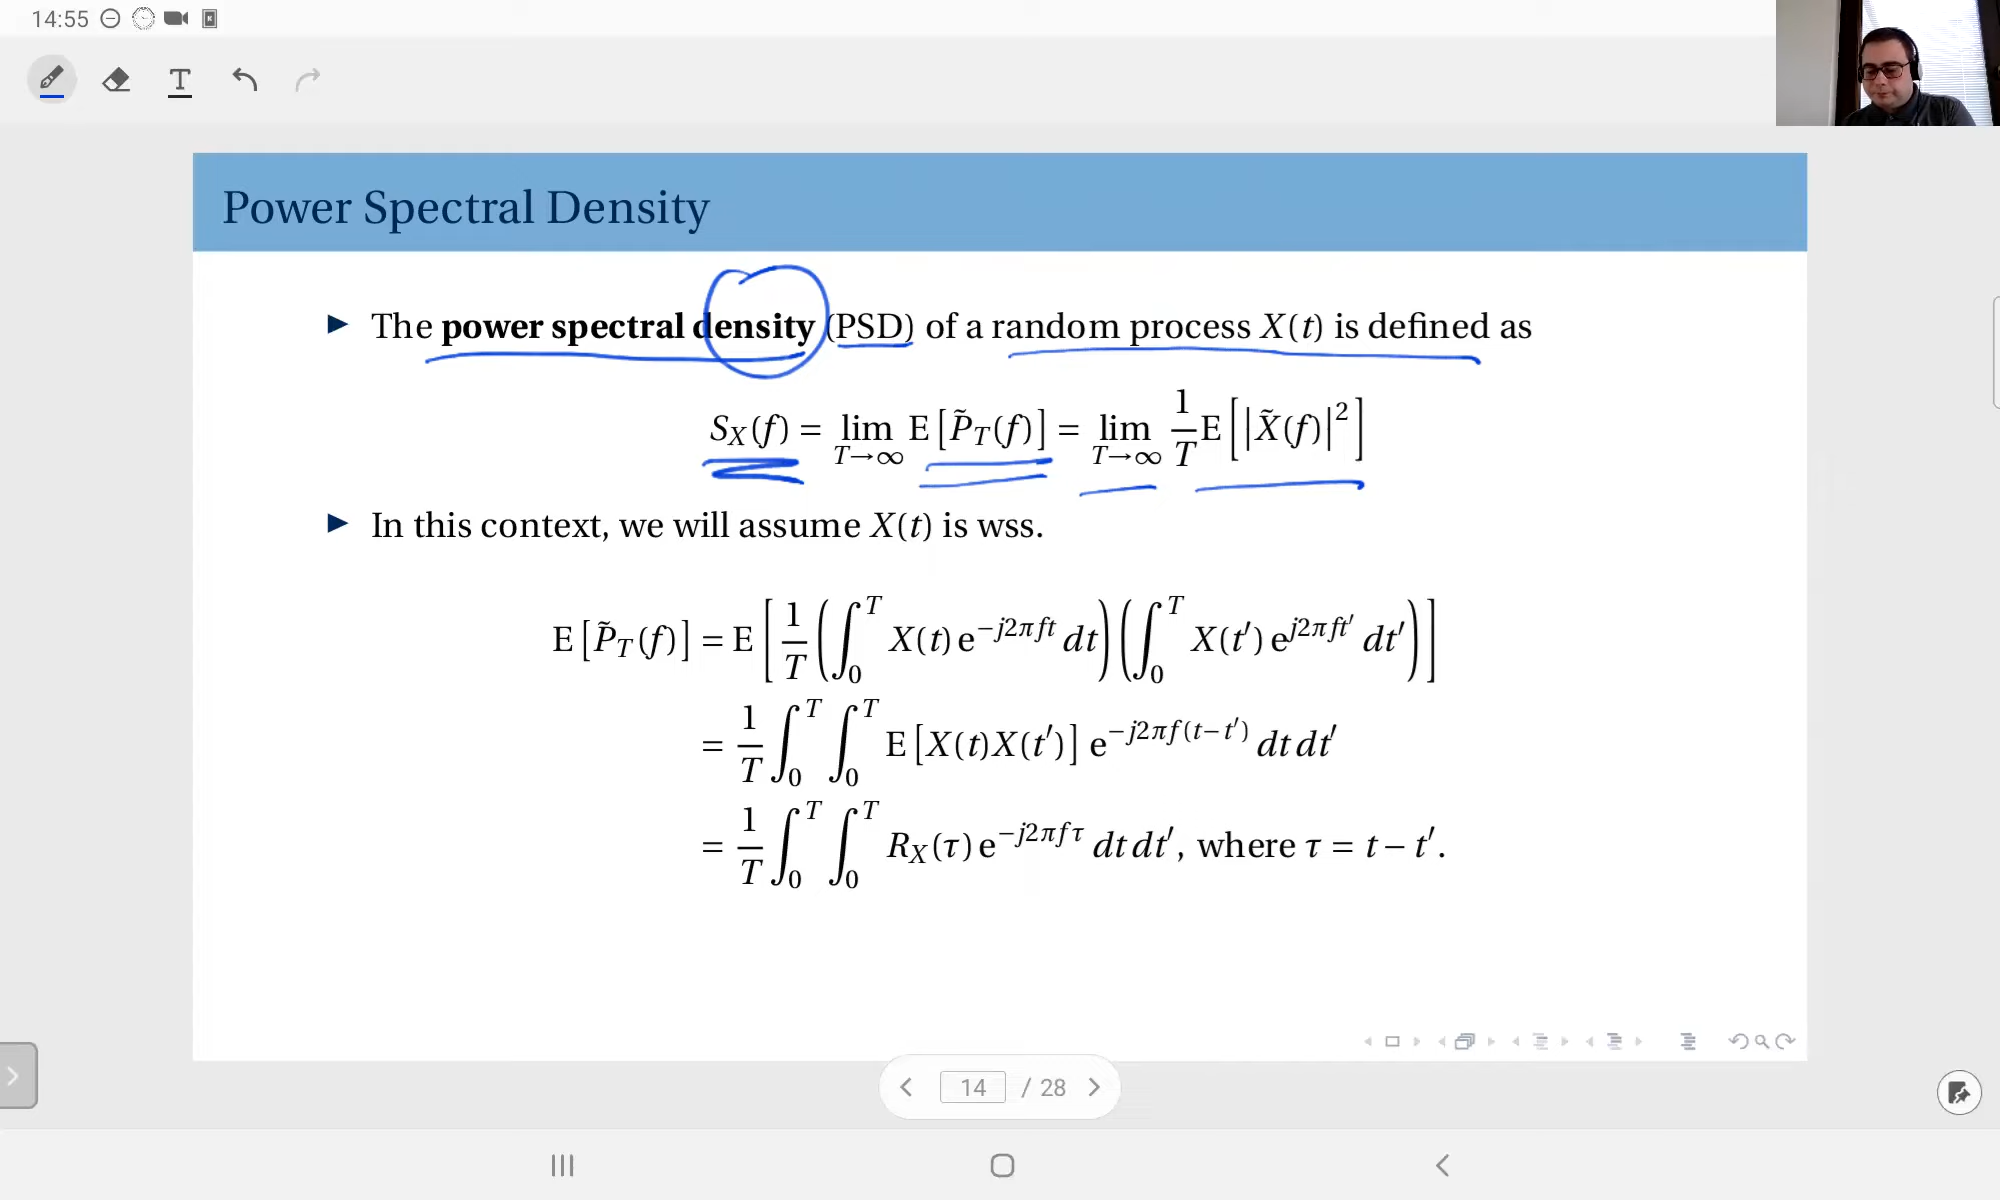 14:55
Power Spectral Density
► The power spectral density (PSD) of a random process X(t) is defined as
S_X(f) = lim_{T→∞} E[P̃_T(f)] = lim_{T→∞} 1/T E[|X̃(f)|²]
► In this context, we will assume X(t) is wss.
E[P̃_T(f)] = E[1/T (∫_0^T X(t) e^{−j2πft} dt)(∫_0^T X(t′) e^{j2πft′} dt′)]
= 1/T ∫_0^T ∫_0^T E[X(t)X(t′)] e^{−j2πf(t−t′)} dt dt′
= 1/T ∫_0^T ∫_0^T R_X(τ) e^{−j2πfτ} dt dt′, where τ = t − t′.
14 / 28